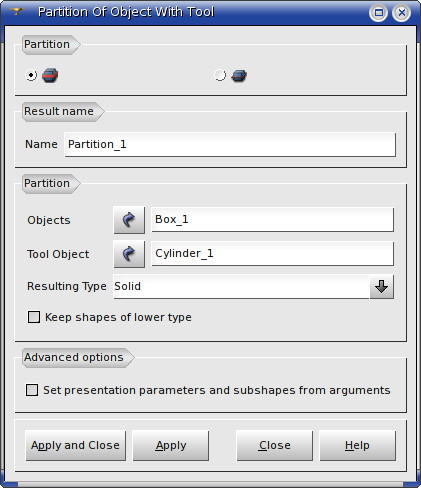 Partition Of Object With Tool
Partition
Result name
Name Partition_1
Partition
Objects Box_1
Tool Object Cylinder_1
Resulting Type Solid
Keep shapes of lower type
Advanced options
Set presentation parameters and subshapes from arguments
Apply and Close Apply Close Help